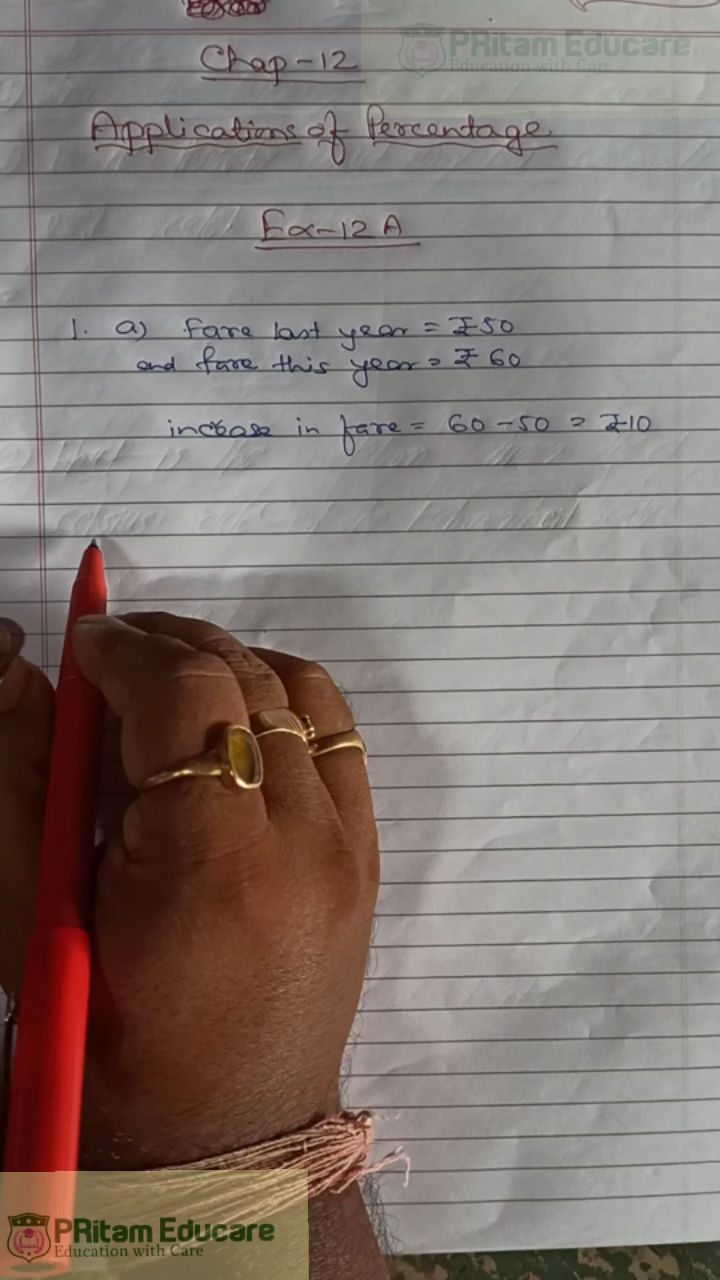 PRitam Educare
Education with Care
Chap-12
Applications of Percentage
Ex-12 A
1. a) Fare last year = ₹50
and fare this year = ₹ 60
increase in fare = 60 - 50 = ₹10
PRitam Educare
Education with Care